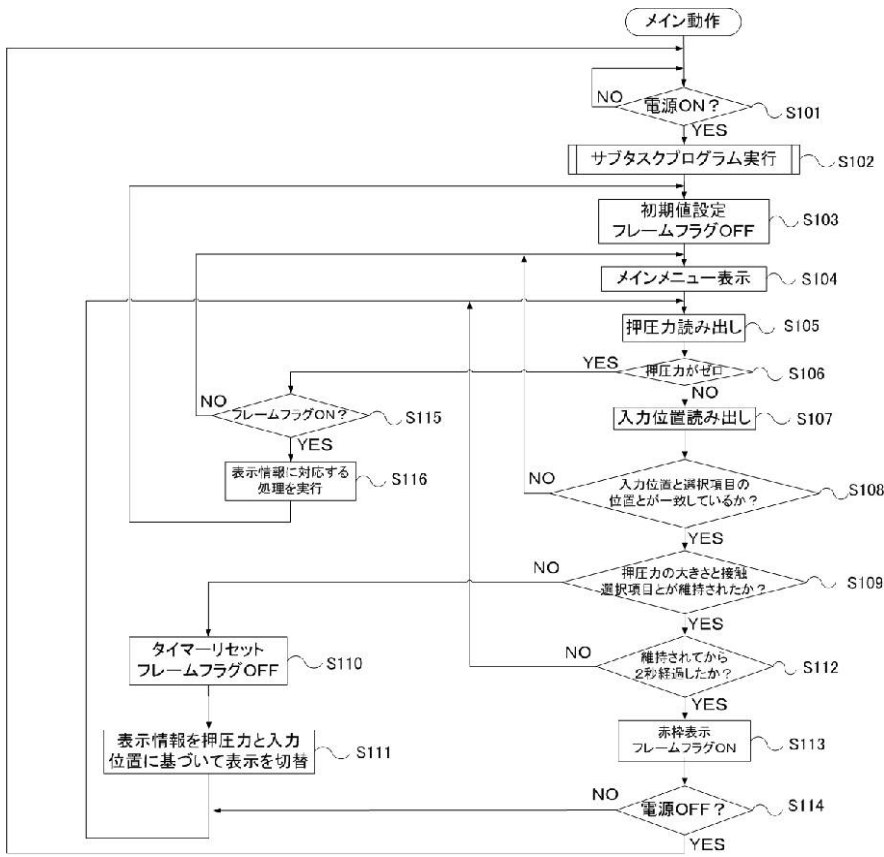 メイン動作
NO
電源ON？
S101
YES
サブタスクプログラム実行
S102
初期値設定
フレームフラグOFF
S103
メインメニュー表示
S104
押圧力読み出し
S105
YES
押圧力がゼロ
S106
NO
NO
フレームフラグON？
S115
入力位置読み出し
S107
YES
表示情報に対応する
処理を実行
S116
NO
入力位置と選択項目の
位置とが一致しているか？
S108
YES
NO
押圧力の大きさと接触
選択項目とが維持されたか？
S109
YES
タイマーリセット
フレームフラグOFF
S110
NO
維持されてから
2秒経過したか？
S112
YES
表示情報を押圧力と入力
位置に基づいて表示を切替
S111
赤枠表示
フレームフラグON
S113
NO
電源OFF？
S114
YES